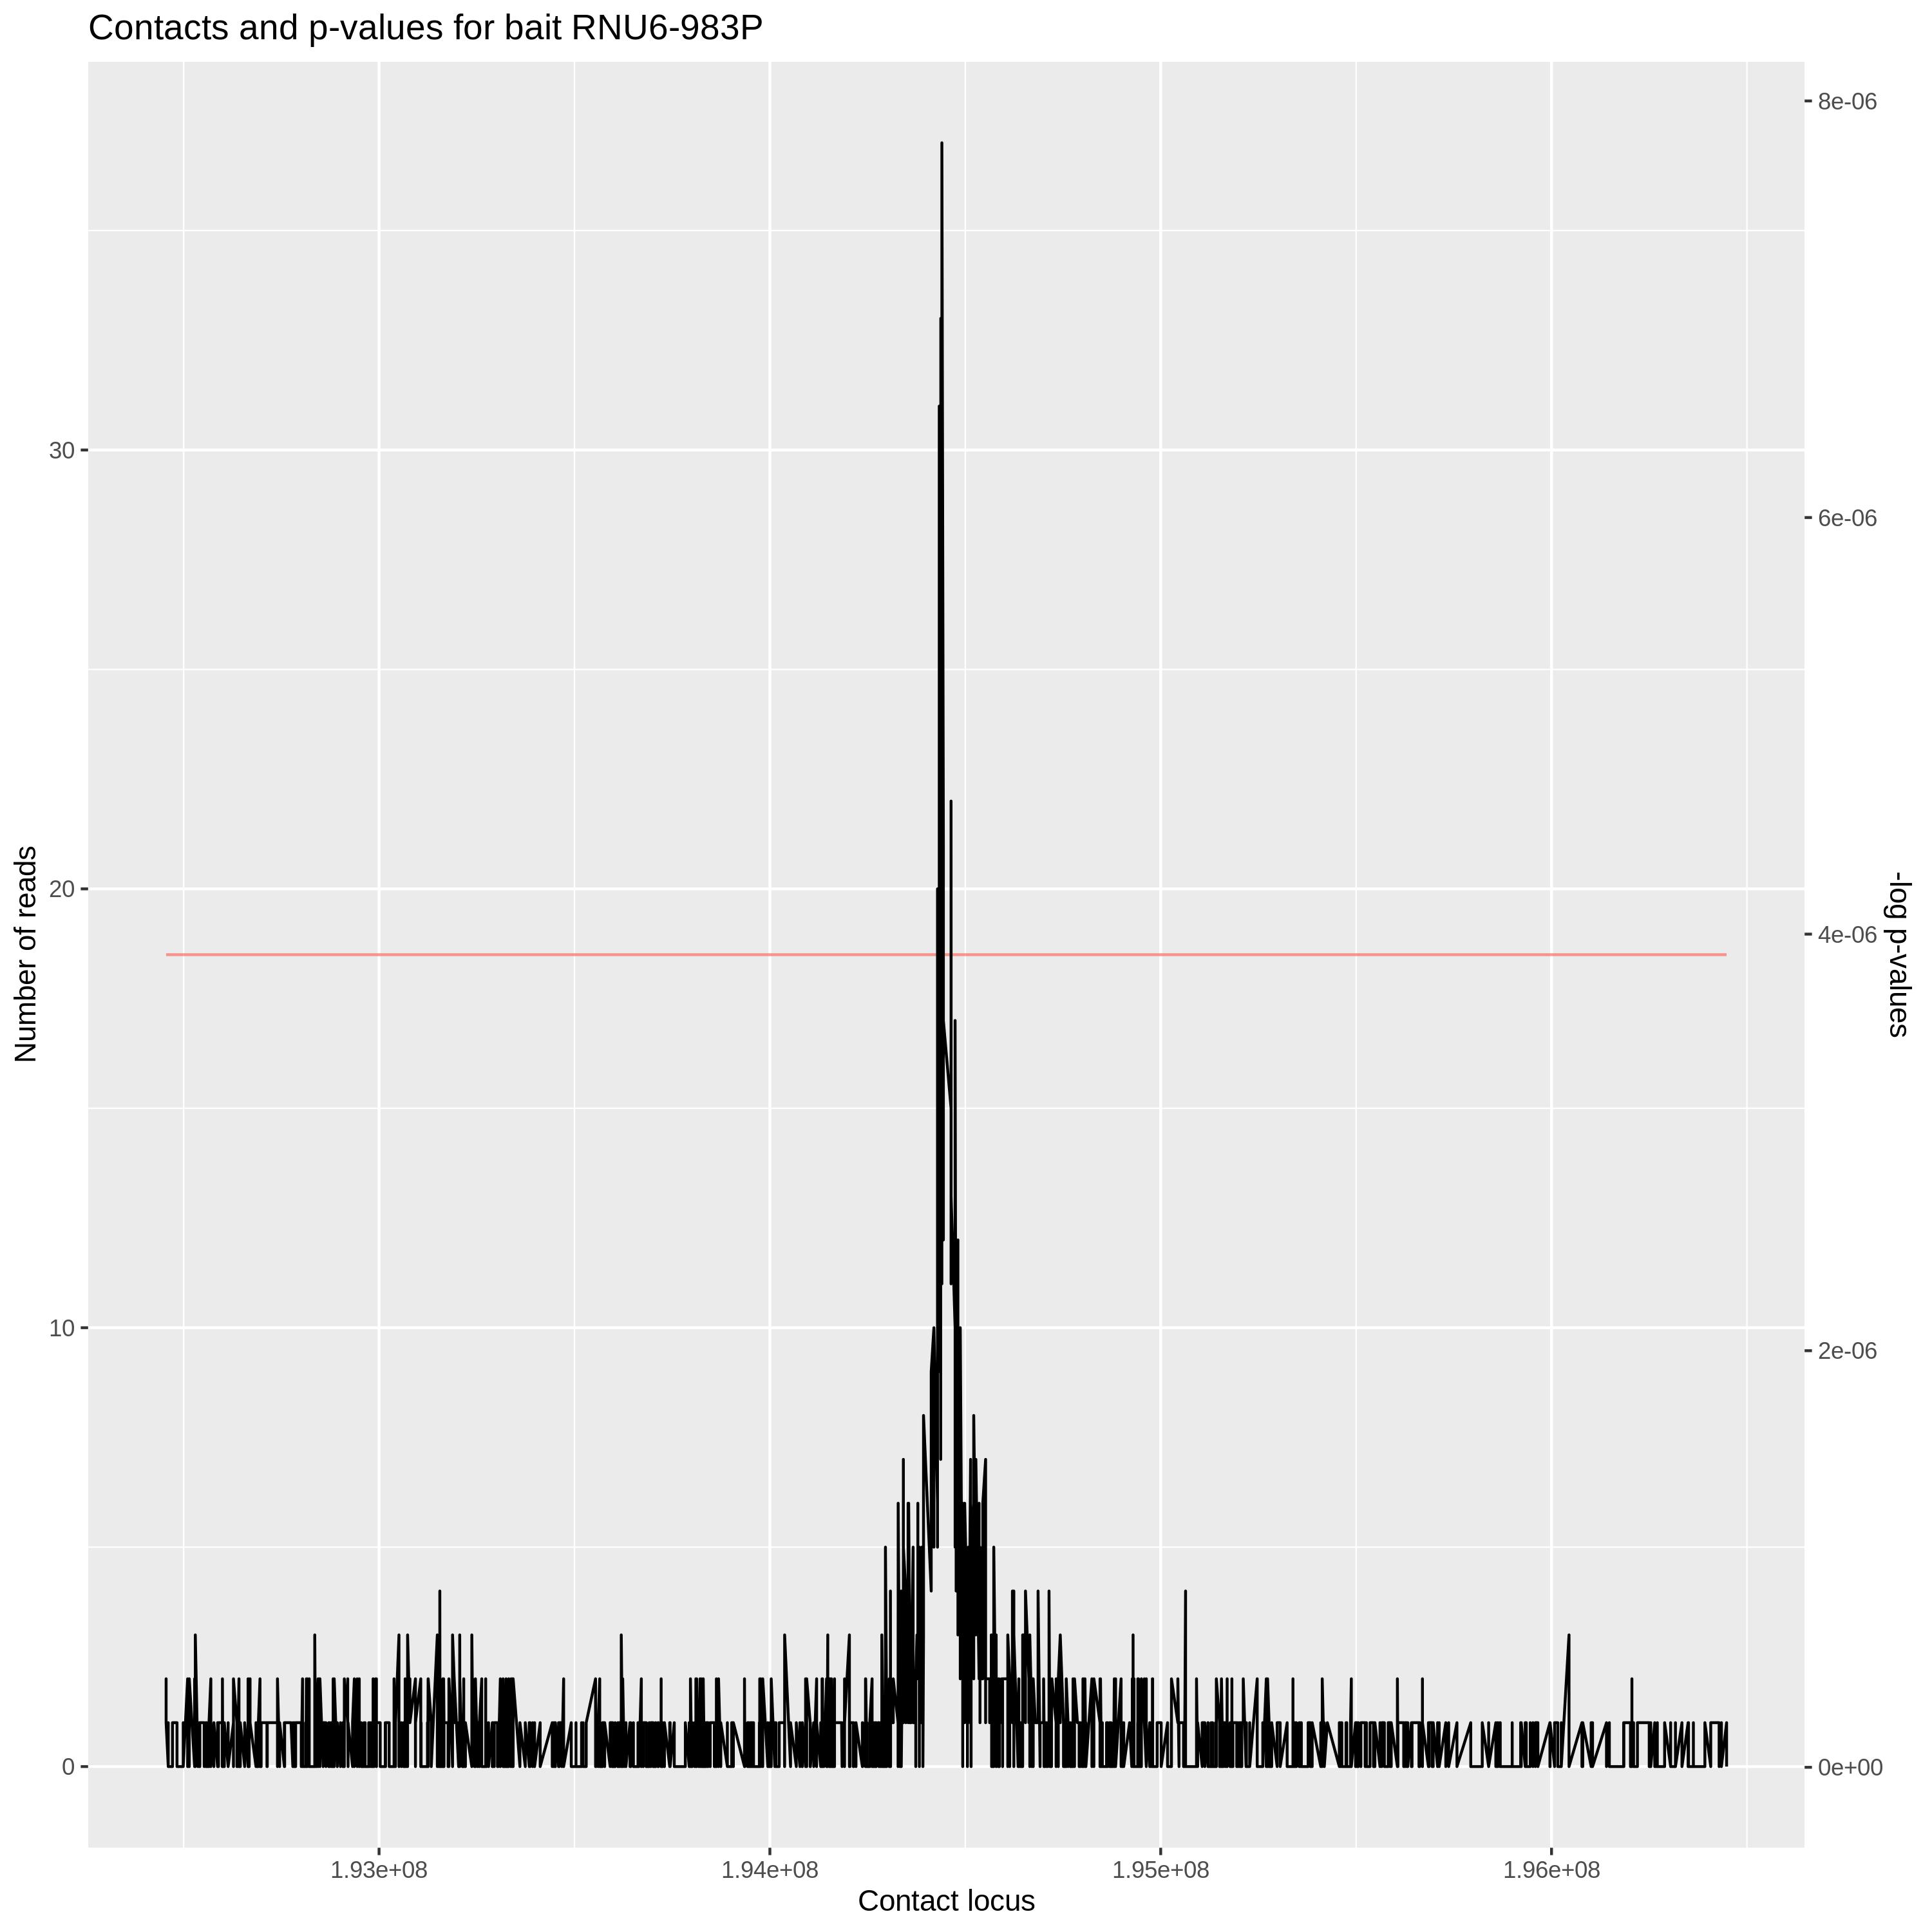 Contacts and p-values for bait RNU6-983P
8e-06
30
6e-06
Number of reads
20
4e-06
-log p-values
10
2e-06
0
0e+00
1.93e+08
1.94e+08
1.95e+08
1.96e+08
Contact locus